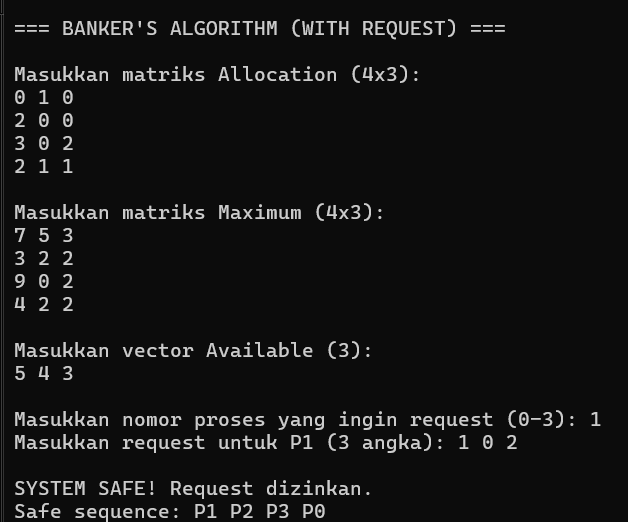 === BANKER'S ALGORITHM (WITH REQUEST) ===
Masukkan matriks Allocation (4x3):
0 1 0
2 0 0
3 0 2
2 1 1
Masukkan matriks Maximum (4x3):
7 5 3
3 2 2
9 0 2
4 2 2
Masukkan vector Available (3):
5 4 3
Masukkan nomor proses yang ingin request (0-3): 1
Masukkan request untuk P1 (3 angka): 1 0 2
SYSTEM SAFE! Request dizinkan.
Safe sequence: P1 P2 P3 P0